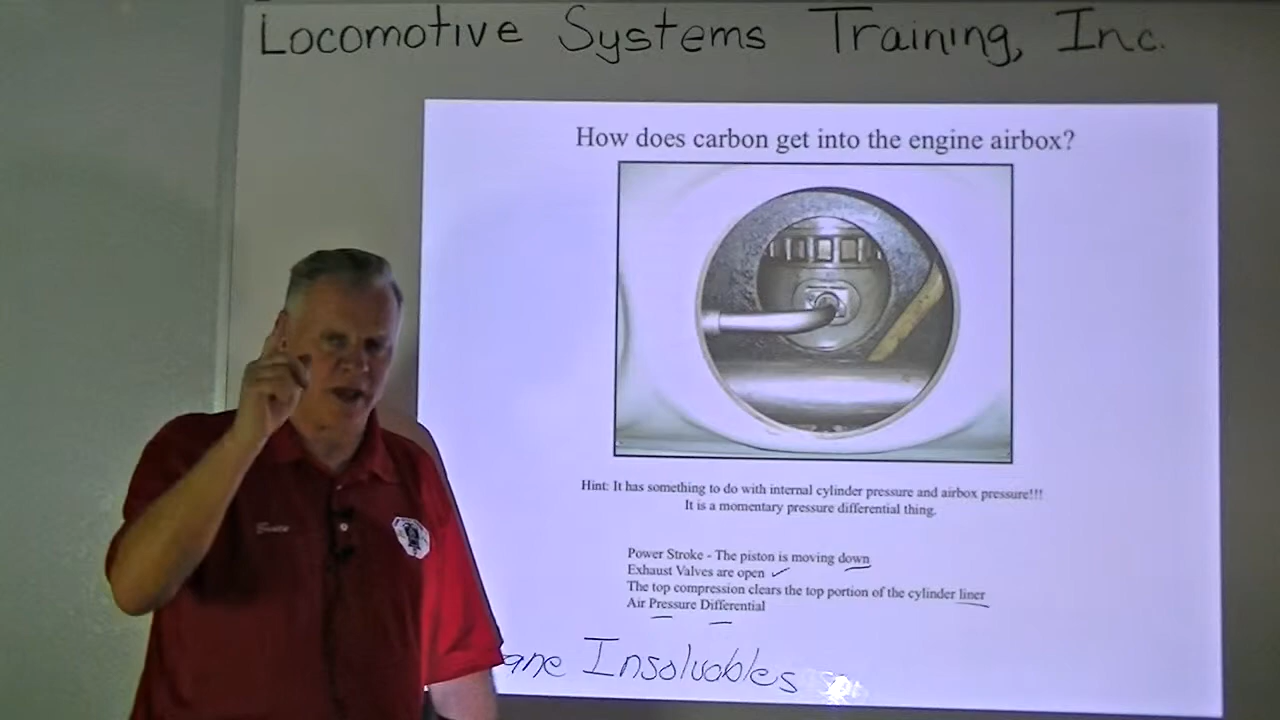 Locomotive Systems Training, Inc.
How does carbon get into the engine airbox?
Hint: It has something to do with internal cylinder pressure and airbox pressure!!!
It is a momentary pressure differential thing.
Power Stroke - The piston is moving down
Exhaust Valves are open ✓
The top compression clears the top portion of the cylinder liner
Air Pressure Differential
ane Insoluables